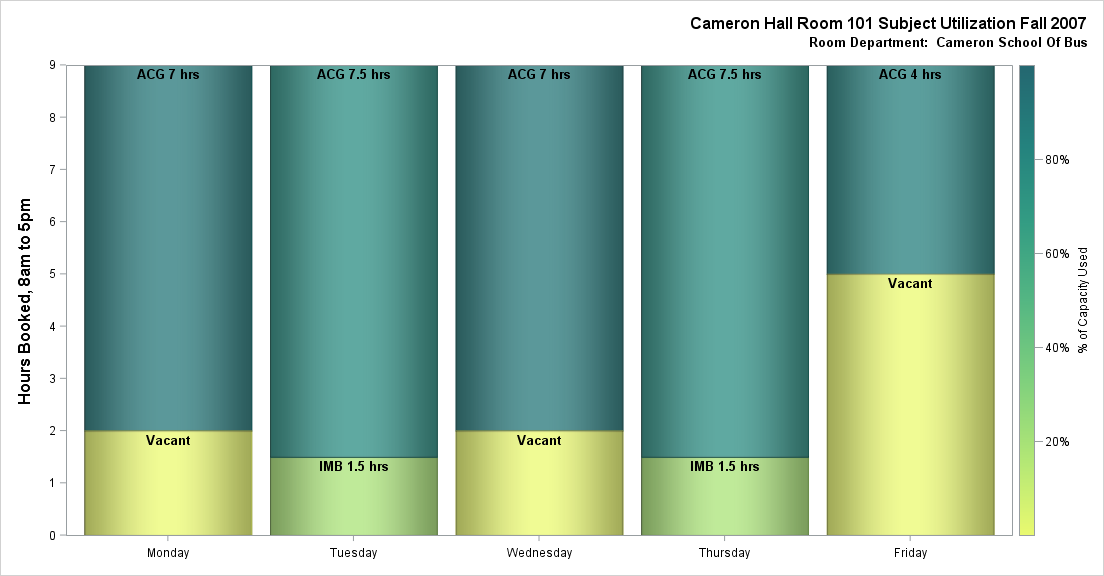 Cameron Hall Room 101 Subject Utilization Fall 2007
Room Department:  Cameron School Of Bus
Hours Booked, 8am to 5pm
9
8
7
6
5
4
3
2
1
0
ACG 7 hrs
ACG 7.5 hrs
ACG 7 hrs
ACG 7.5 hrs
ACG 4 hrs
Vacant
Vacant
IMB 1.5 hrs
Vacant
IMB 1.5 hrs
Monday
Tuesday
Wednesday
Thursday
Friday
80%
60%
40%
20%
% of Capacity Used